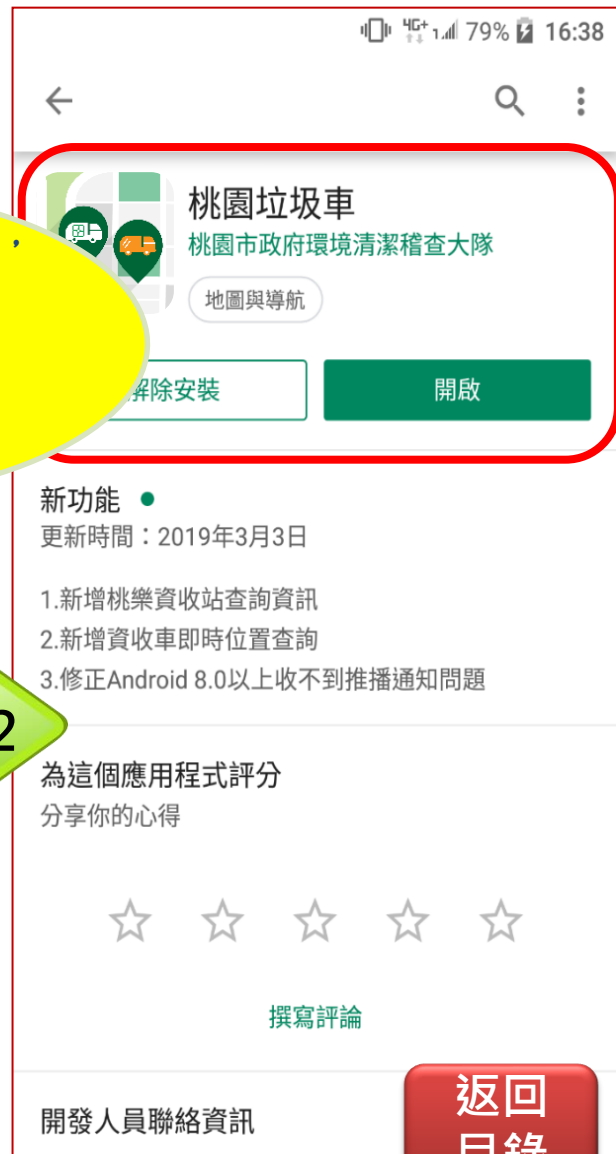 4G+ 79% 16:38
桃園垃圾車
桃園市政府環境清潔稽查大隊
地圖與導航
，
解除安裝
開啟
新功能
更新時間：2019年3月3日
1.新增桃樂資收站查詢資訊
2.新增資收車即時位置查詢
3.修正Android 8.0以上收不到推播通知問題
2
為這個應用程式評分
分享你的心得
撰寫評論
開發人員聯絡資訊
返回
目錄